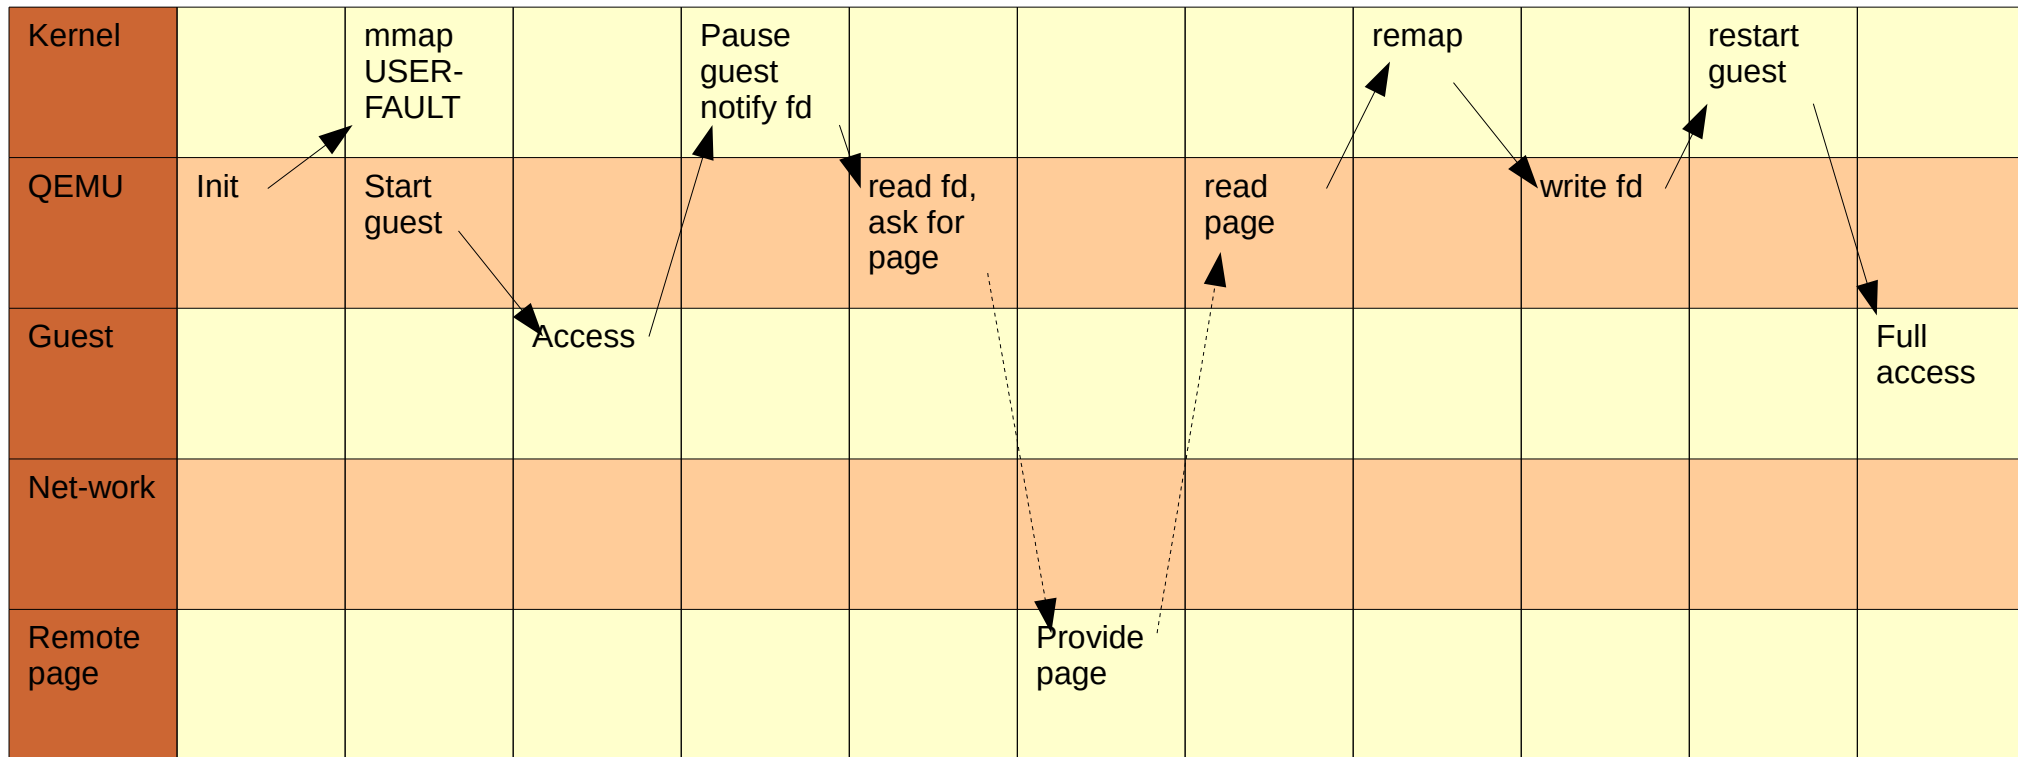 Kernel
mmap
USER-
FAULT
Pause
guest
notify fd
remap
restart
guest
QEMU
Init
Start
guest
read fd,
ask for
page
read
page
write fd
Guest
Access
Full
access
Net-work
Remote
page
Provide
page